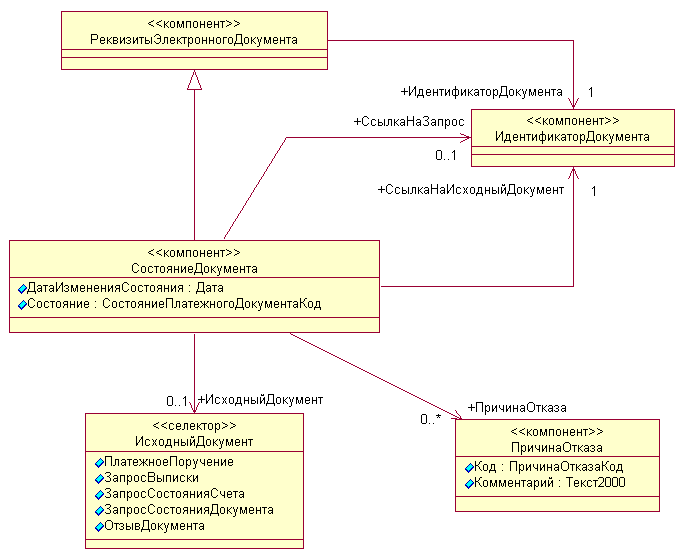 <<компонент>>
РеквизитыЭлектронногоДокумента
+ИдентификаторДокумента
1
+СсылкаНаЗапрос
0..1
<<компонент>>
ИдентификаторДокумента
+СсылкаНаИсходныйДокумент
1
<<компонент>>
СостояниеДокумента
ДатаИзмененияСостояния : Дата
Состояние : СостояниеПлатежногоДокументаКод
0..1
+ИсходныйДокумент
+ПричинаОтказа
0..*
<<селектор>>
ИсходныйДокумент
ПлатежноеПоручение
ЗапросВыписки
ЗапросСостоянияСчета
ЗапросСостоянияДокумента
ОтзывДокумента
<<компонент>>
ПричинаОтказа
Код : ПричинаОтказаКод
Комментарий : Текст2000